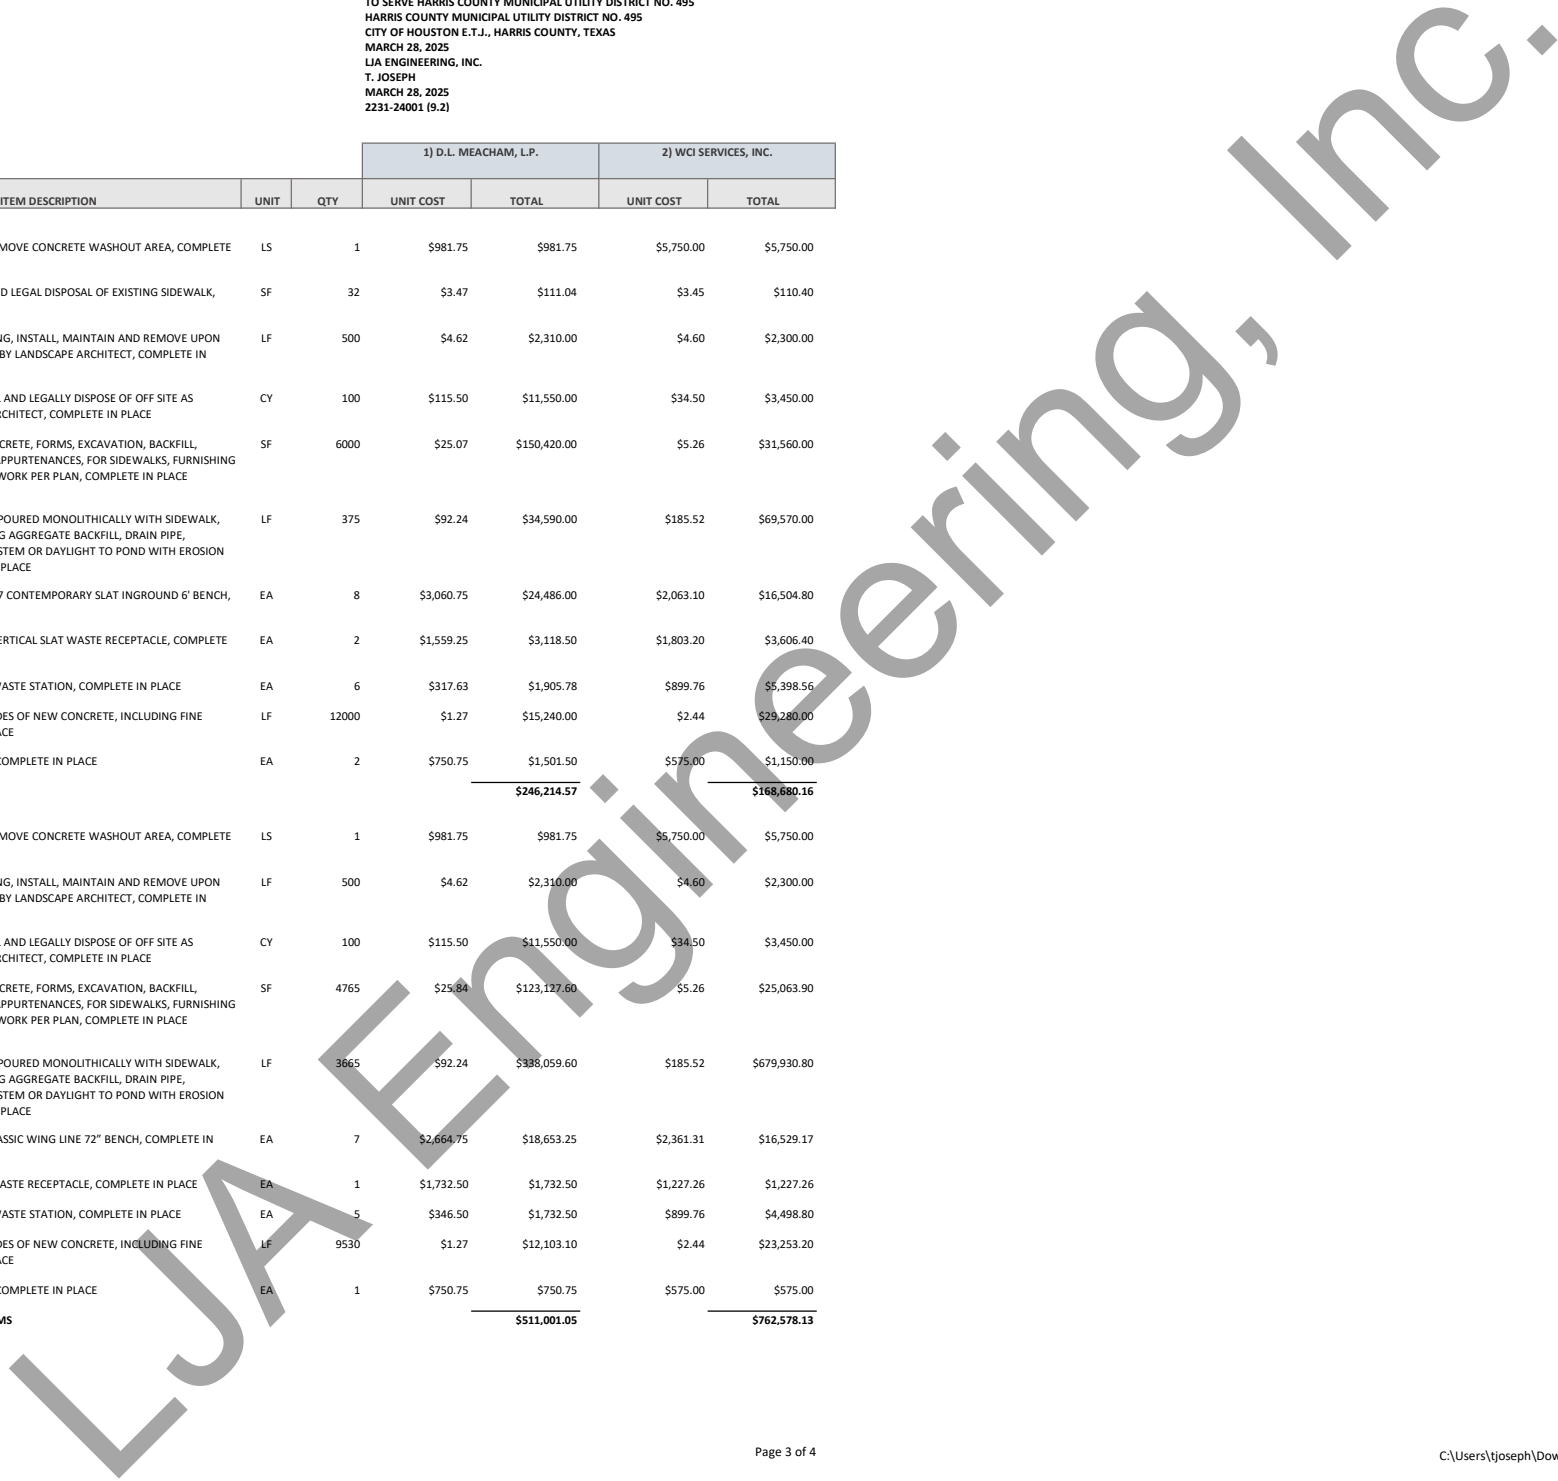 TO SERVE HARRIS COUNTY MUNICIPAL UTILITY DISTRICT NO. 495
HARRIS COUNTY MUNICIPAL UTILITY DISTRICT NO. 495
CITY OF HOUSTON E.T.J., HARRIS COUNTY, TEXAS
MARCH 28, 2025
LJA ENGINEERING, INC.
T. JOSEPH
MARCH 28, 2025
2231-24001 (9.2)
1) D.L. MEACHAM, L.P. 2) WCI SERVICES, INC.
ITEM DESCRIPTION UNIT QTY UNIT COST TOTAL UNIT COST TOTAL
MOVE CONCRETE WASHOUT AREA, COMPLETE LS 1 $981.75 $981.75 $5,750.00 $5,750.00
D LEGAL DISPOSAL OF EXISTING SIDEWALK, SF 32 $3.47 $111.04 $3.45 $110.40
NG, INSTALL, MAINTAIN AND REMOVE UPON LF 500 $4.62 $2,310.00 $4.60 $2,300.00
BY LANDSCAPE ARCHITECT, COMPLETE IN
AND LEGALLY DISPOSE OF OFF SITE AS CY 100 $115.50 $11,550.00 $34.50 $3,450.00
RCHITECT, COMPLETE IN PLACE
CRETE, FORMS, EXCAVATION, BACKFILL, SF 6000 $25.07 $150,420.00 $5.26 $31,560.00
APPURTENANCES, FOR SIDEWALKS, FURNISHING
WORK PER PLAN, COMPLETE IN PLACE
POURED MONOLITHICALLY WITH SIDEWALK, LF 375 $92.24 $34,590.00 $185.52 $69,570.00
G AGGREGATE BACKFILL, DRAIN PIPE,
STEM OR DAYLIGHT TO POND WITH EROSION
PLACE
7 CONTEMPORARY SLAT INGROUND 6' BENCH, EA 8 $3,060.75 $24,486.00 $2,063.10 $16,504.80
ERTICAL SLAT WASTE RECEPTACLE, COMPLETE EA 2 $1,559.25 $3,118.50 $1,803.20 $3,606.40
WASTE STATION, COMPLETE IN PLACE EA 6 $317.63 $1,905.78 $899.76 $5,398.56
DES OF NEW CONCRETE, INCLUDING FINE LF 12000 $1.27 $15,240.00 $2.44 $29,280.00
ACE
COMPLETE IN PLACE EA 2 $750.75 $1,501.50 $575.00 $1,150.00
$246,214.57 $168,680.16
MOVE CONCRETE WASHOUT AREA, COMPLETE LS 1 $981.75 $981.75 $5,750.00 $5,750.00
NG, INSTALL, MAINTAIN AND REMOVE UPON LF 500 $4.62 $2,310.00 $4.60 $2,300.00
BY LANDSCAPE ARCHITECT, COMPLETE IN
AND LEGALLY DISPOSE OF OFF SITE AS CY 100 $115.50 $11,550.00 $34.50 $3,450.00
RCHITECT, COMPLETE IN PLACE
CRETE, FORMS, EXCAVATION, BACKFILL, SF 4765 $25.84 $123,127.60 $5.26 $25,063.90
APPURTENANCES, FOR SIDEWALKS, FURNISHING
WORK PER PLAN, COMPLETE IN PLACE
POURED MONOLITHICALLY WITH SIDEWALK, LF 3665 $92.24 $338,059.60 $185.52 $679,930.80
G AGGREGATE BACKFILL, DRAIN PIPE,
STEM OR DAYLIGHT TO POND WITH EROSION
PLACE
ASSIC WING LINE 72” BENCH, COMPLETE IN EA 7 $2,664.75 $18,653.25 $2,361.31 $16,529.17
ASTE RECEPTACLE, COMPLETE IN PLACE EA 1 $1,732.50 $1,732.50 $1,227.26 $1,227.26
WASTE STATION, COMPLETE IN PLACE EA 5 $346.50 $1,732.50 $899.76 $4,498.80
DES OF NEW CONCRETE, INCLUDING FINE LF 9530 $1.27 $12,103.10 $2.44 $23,253.20
ACE
COMPLETE IN PLACE EA 1 $750.75 $750.75 $575.00 $575.00
MS $511,001.05 $762,578.13
LJA Engineering, Inc.
Page 3 of 4
C:\Users\tjoseph\Dow